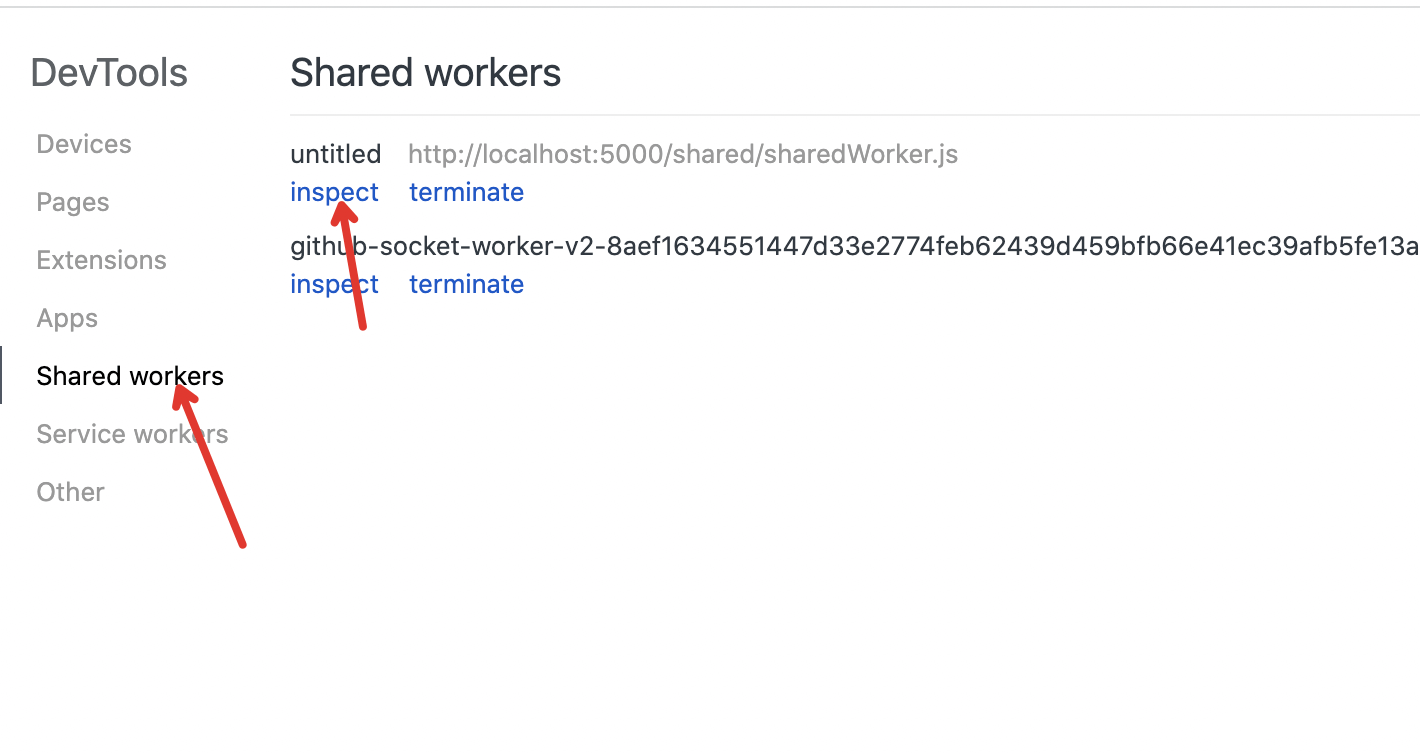 DevTools
Devices
Pages
Extensions
Apps
Shared workers
Service workers
Other
Shared workers
untitled http://localhost:5000/shared/sharedWorker.js
inspect terminate
github-socket-worker-v2-8aef1634551447d33e2774feb62439d459bfb66e41ec39afb5fe13a
inspect terminate